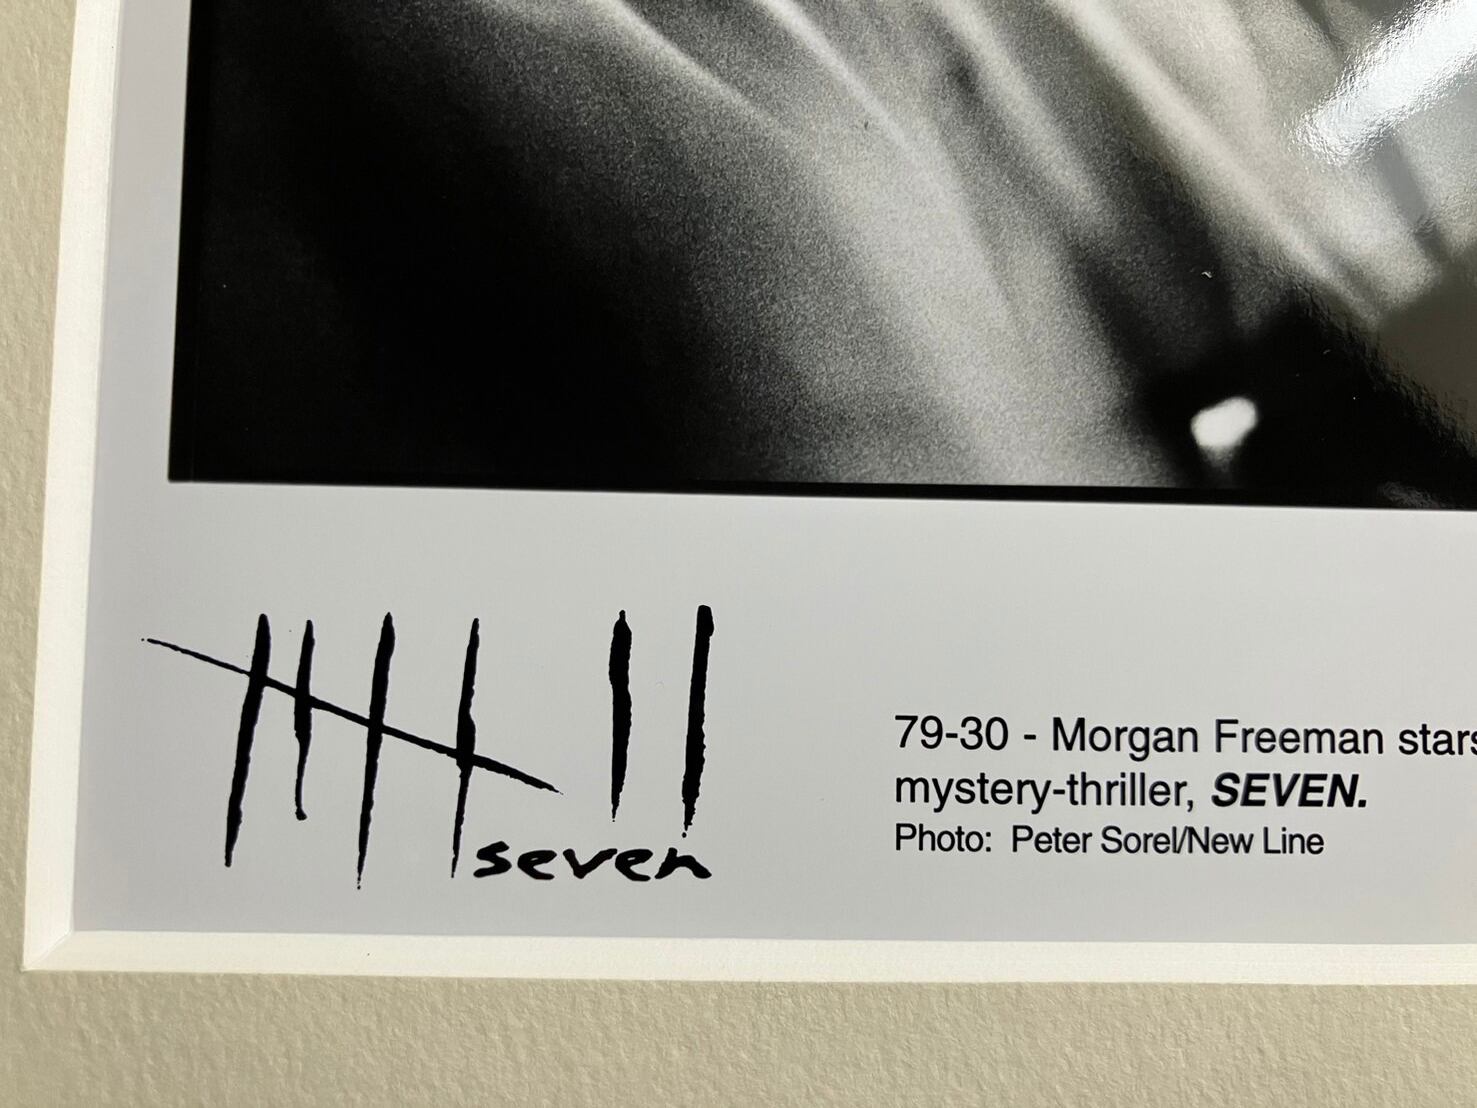 seven
79-30 - Morgan Freeman stars
mystery-thriller, SEVEN.
Photo: Peter Sorel/New Line